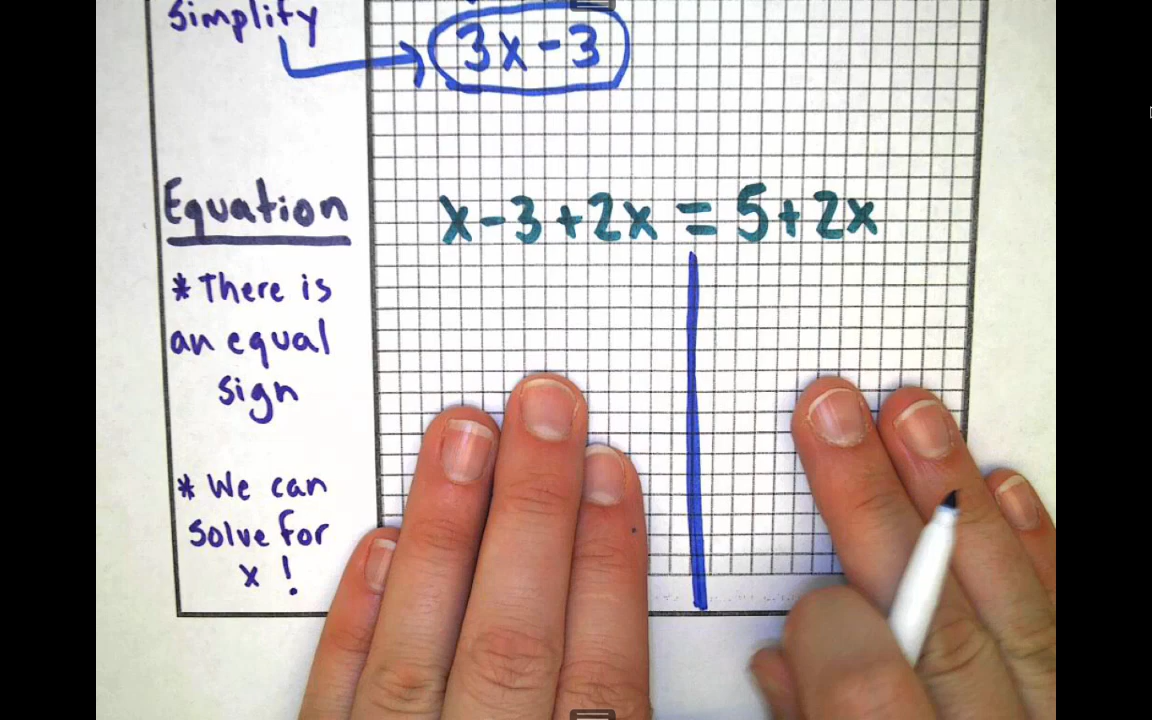 Simplify
3x-3
Equation
x-3+2x = 5+2x
* There is
an equal
sign
* We can
solve for
x !